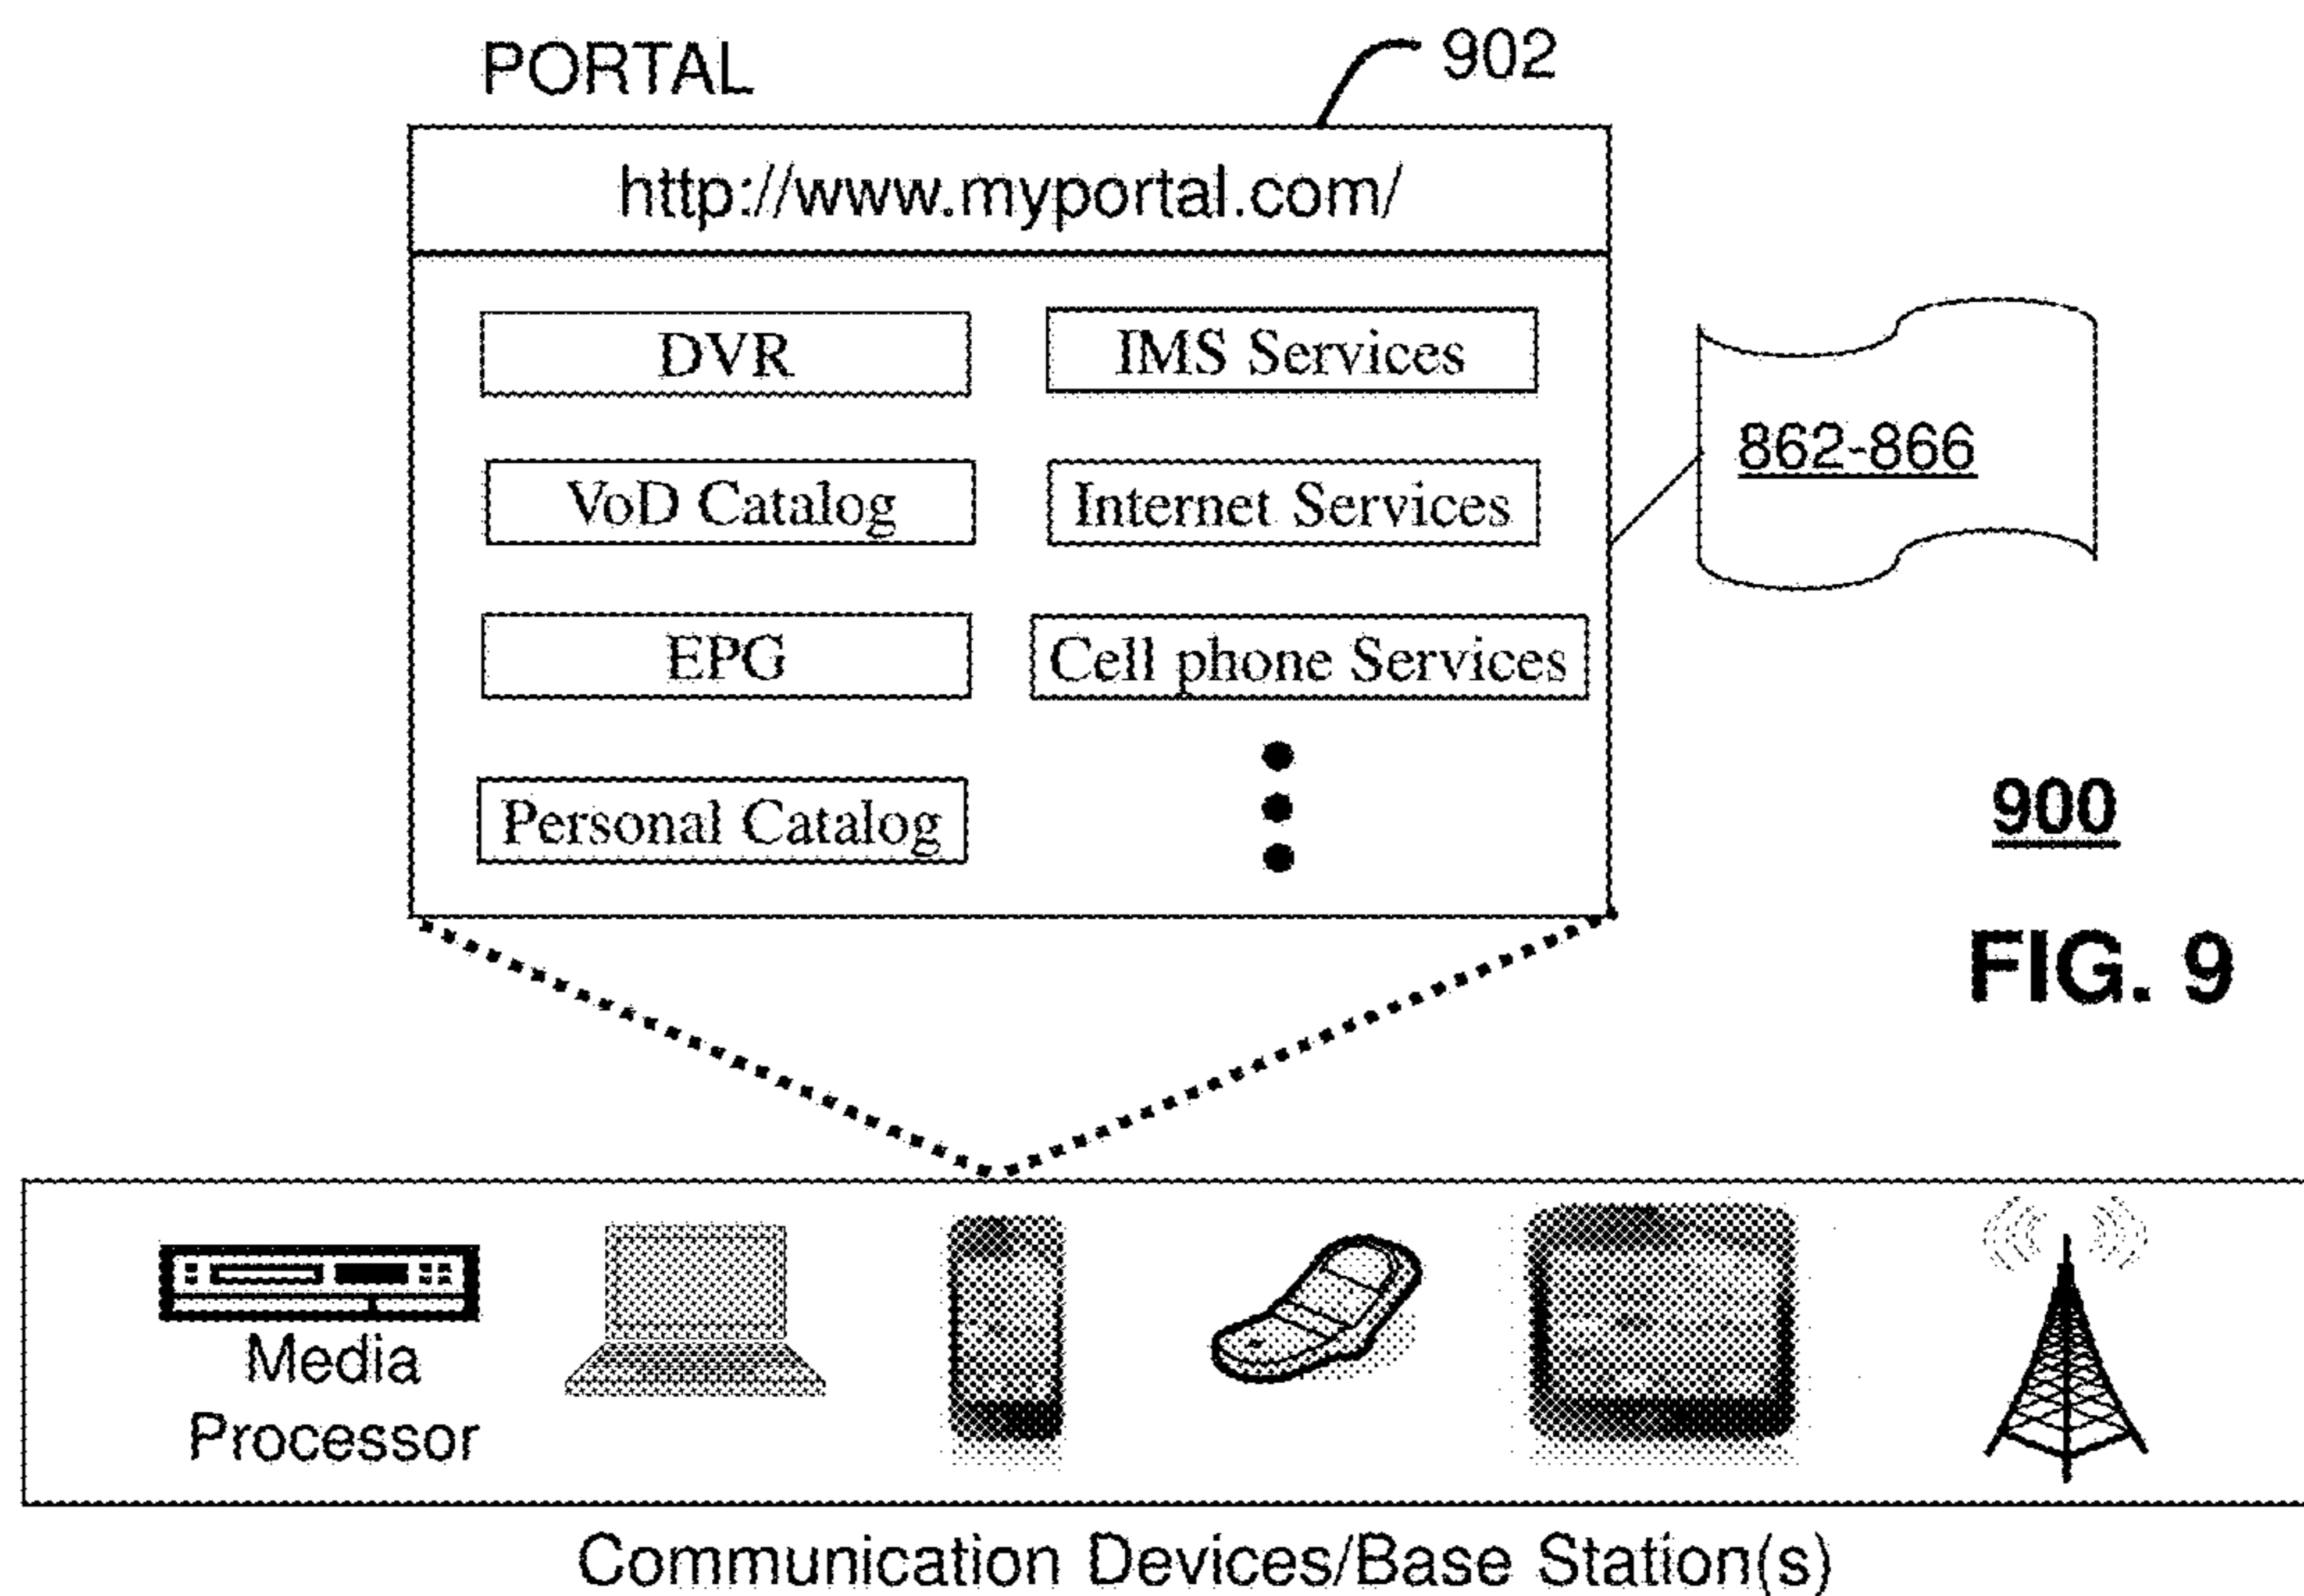 PORTAL
902
http://www.myportal.com/
DVR
IMS Services
VoD Catalog
Internet Services
862-866
EPG
Cell phone Services
Personal Catalog
900
FIG. 9
Media
Processor
Communication Devices/Base Station(s)